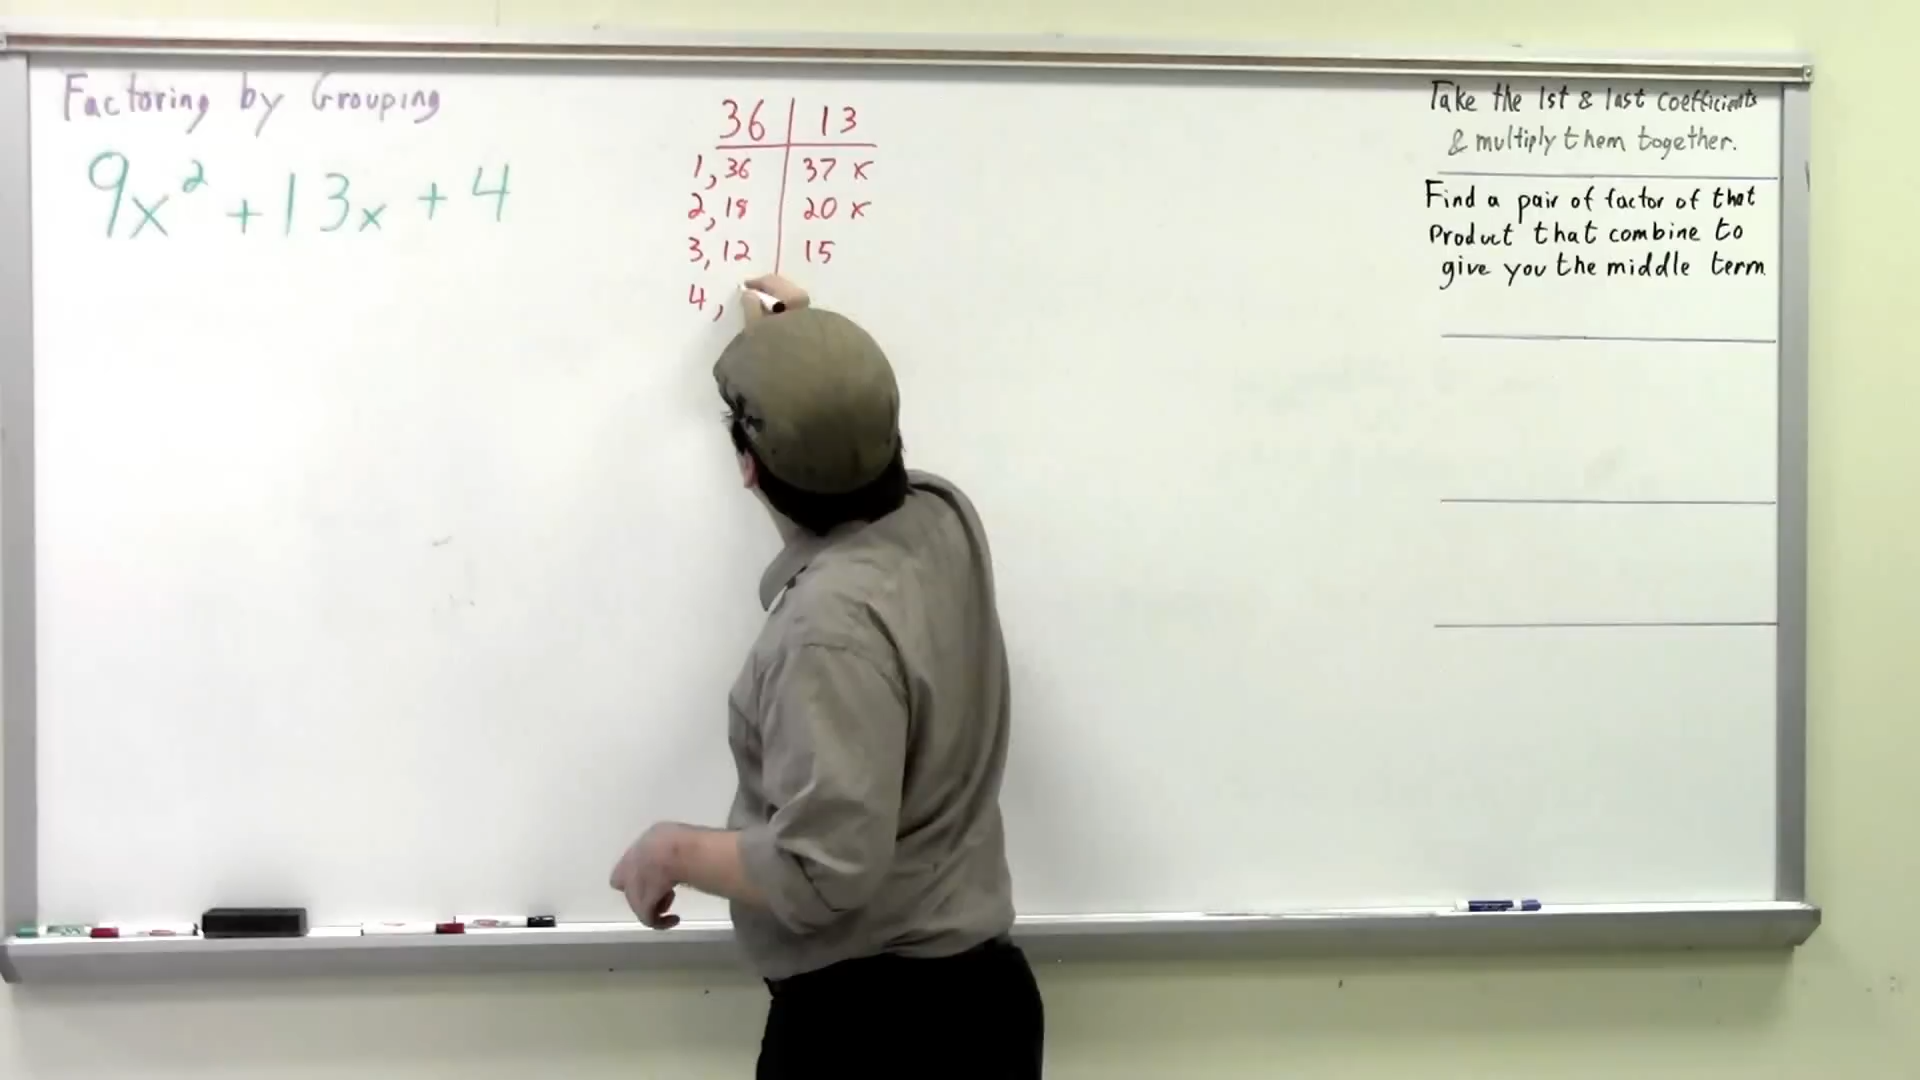 Factoring by Grouping
9x² + 13x + 4
36 | 13
1, 36 | 37 x
2, 18 | 20 x
3, 12 | 15
4,
Take the 1st & last coefficients
& multiply them together.
Find a pair of factor of that
Product that combine to
give you the middle term